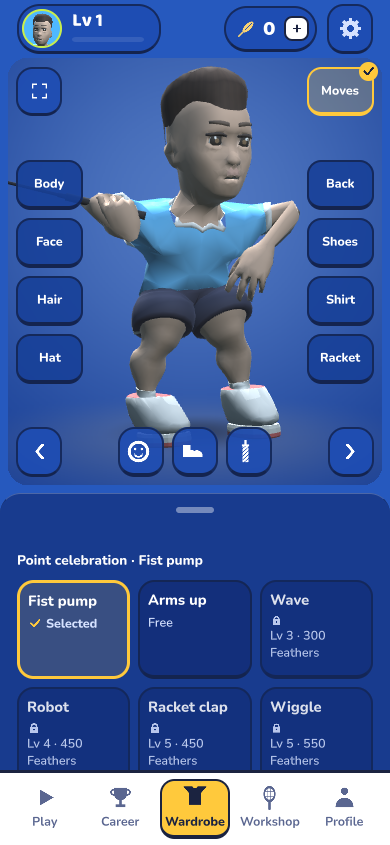 Lv 1
0
+
Moves
Body
Back
Face
Shoes
Hair
Shirt
Hat
Racket
Point celebration · Fist pump
Fist pump
Selected
Arms up
Free
Wave
Lv 3 · 300
Feathers
Robot
Lv 4 · 450
Feathers
Racket clap
Lv 5 · 450
Feathers
Wiggle
Lv 5 · 550
Feathers
Play
Career
Wardrobe
Workshop
Profile